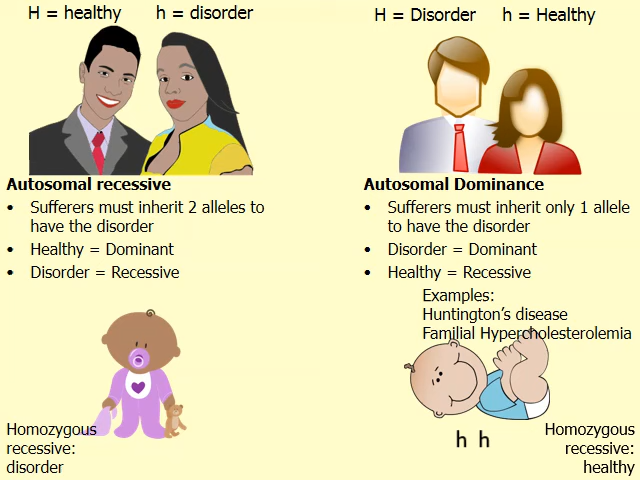 H = healthy h = disorder
Autosomal recessive
• Sufferers must inherit 2 alleles to
have the disorder
• Healthy = Dominant
• Disorder = Recessive
Homozygous
recessive:
disorder
H = Disorder h = Healthy
Autosomal Dominance
• Sufferers must inherit only 1 allele
to have the disorder
• Disorder = Dominant
• Healthy = Recessive
Examples:
Huntington’s disease
Familial Hypercholesterolemia
h h
Homozygous
recessive:
healthy